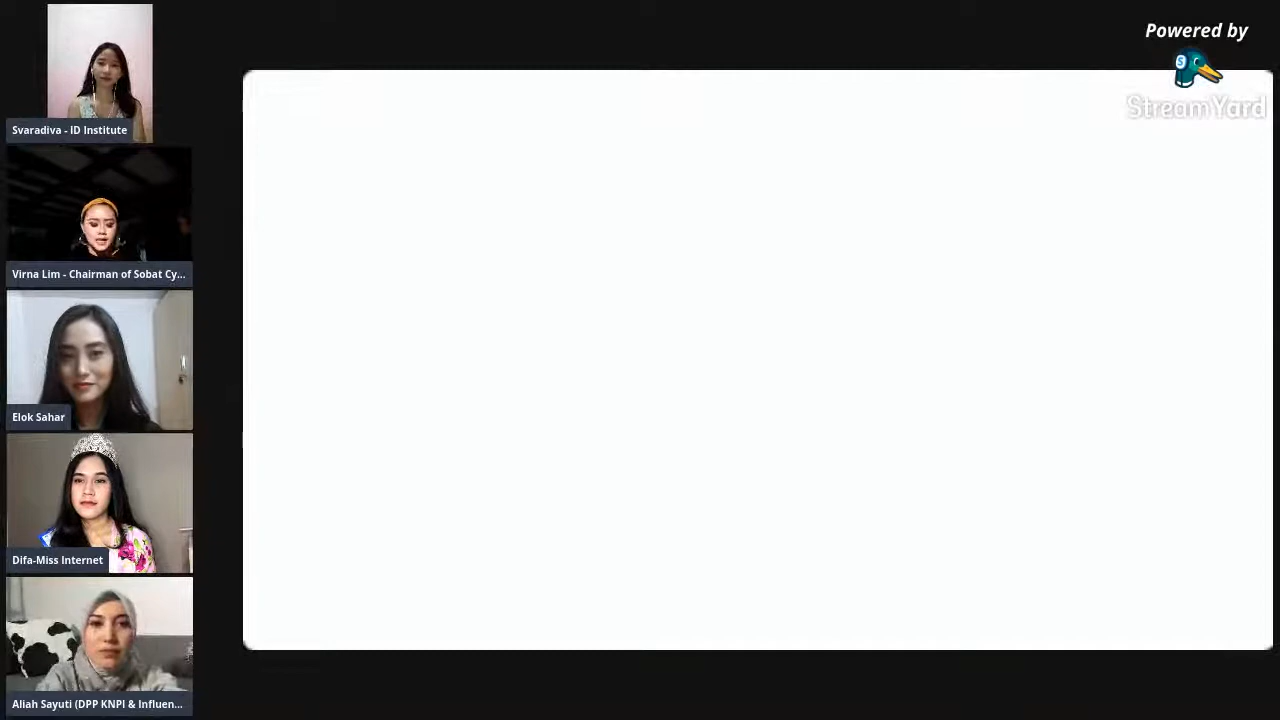 Powered by
StreamYard
Svaradiva - ID Institute
Virna Lim - Chairman of Sobat Cy...
Elok Sahar
Difa-Miss Internet
Aliah Sayuti (DPP KNPI & Influen...